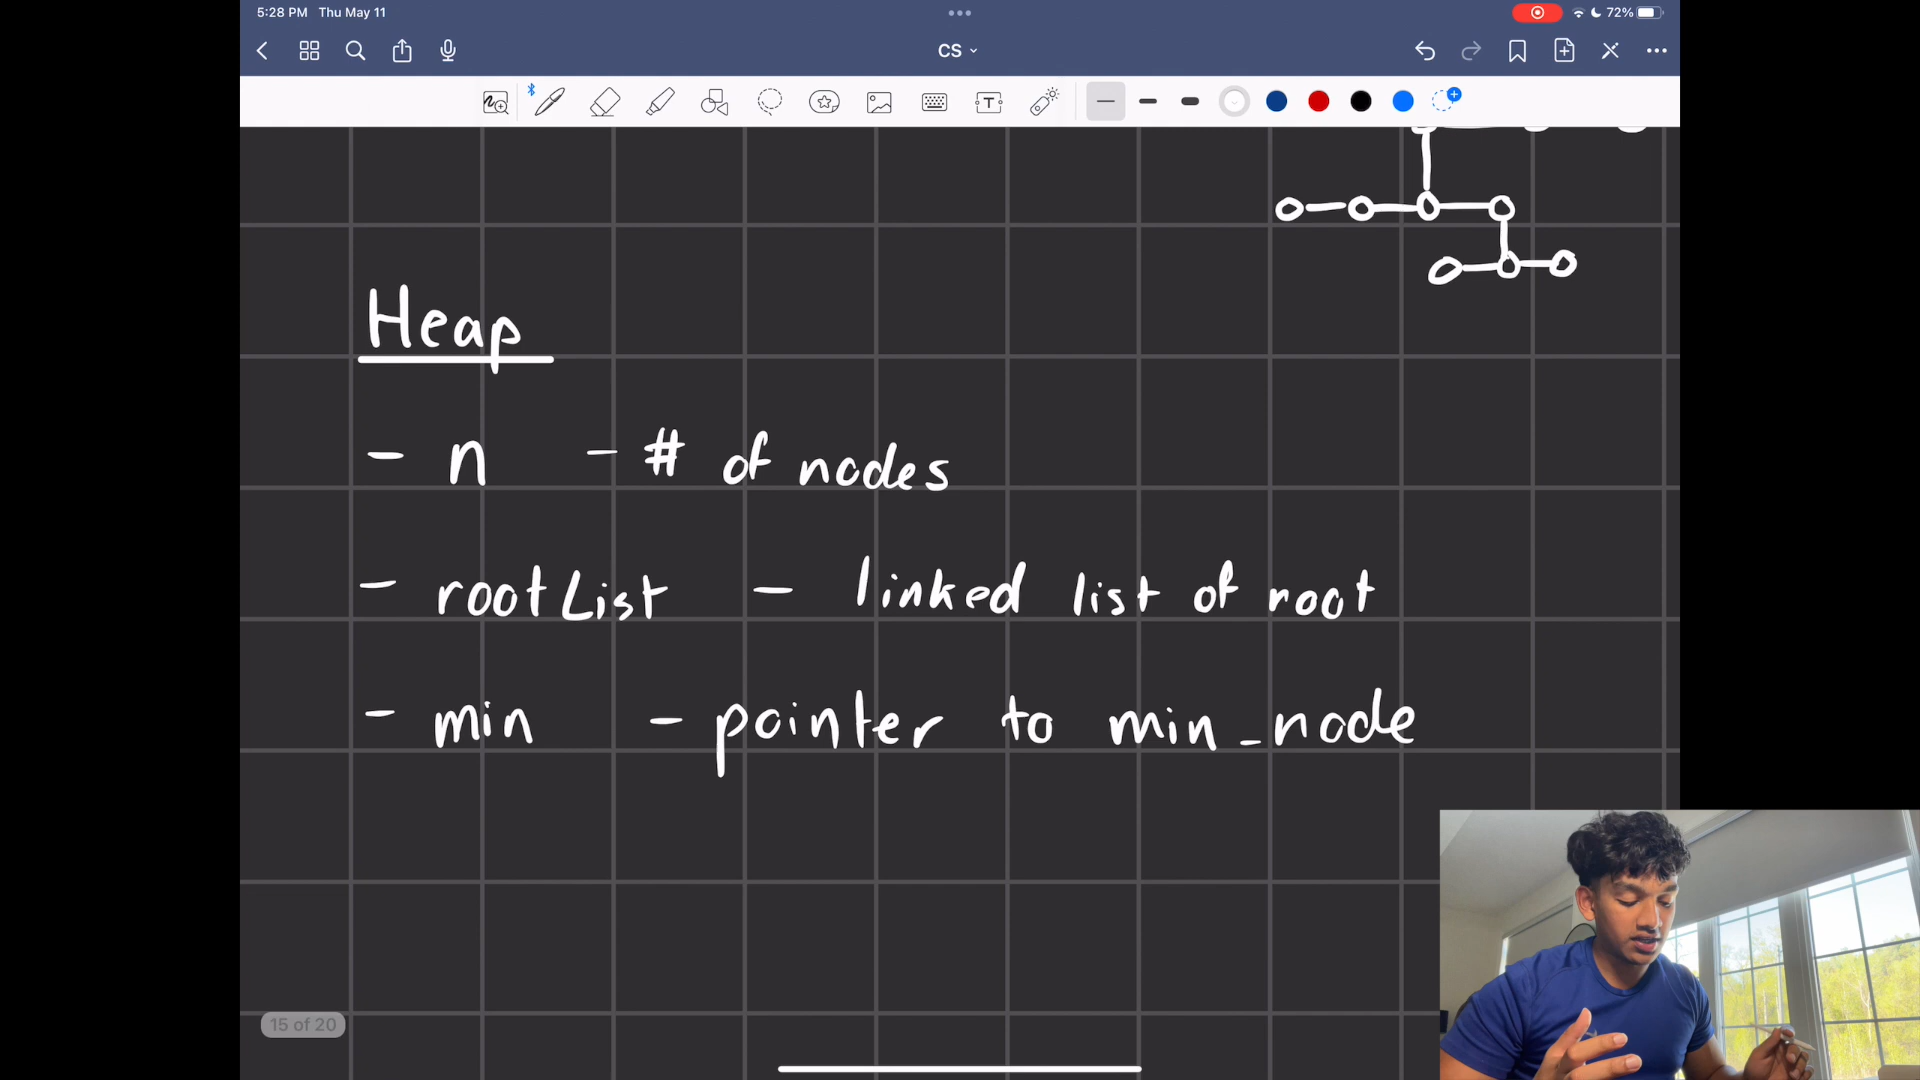 5:28 PM Thu May 11
72%
CS
Heap
- n - # of nodes
- rootList - linked list of root
- min - pointer to min_node
15 of 20